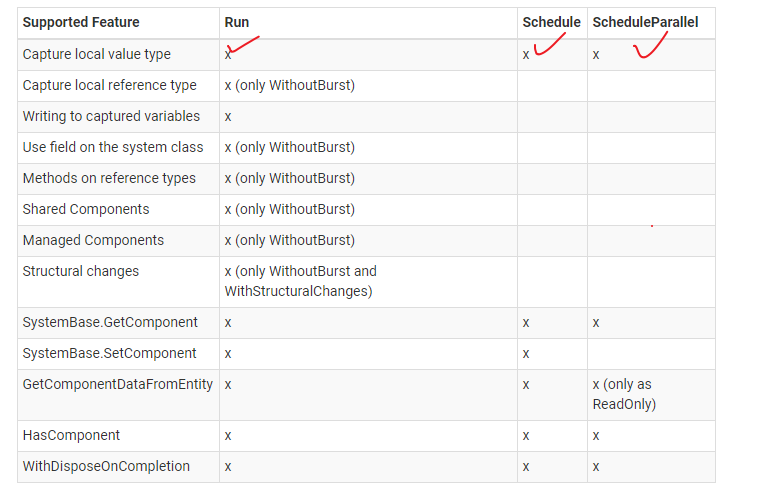 Supported Feature Run Schedule ScheduleParallel
Capture local value type x x x
Capture local reference type x (only WithoutBurst)
Writing to captured variables x
Use field on the system class x (only WithoutBurst)
Methods on reference types x (only WithoutBurst)
Shared Components x (only WithoutBurst)
Managed Components x (only WithoutBurst)
Structural changes x (only WithoutBurst and
WithStructuralChanges)
SystemBase.GetComponent x x x
SystemBase.SetComponent x x
GetComponentDataFromEntity x x x (only as
ReadOnly)
HasComponent x x x
WithDisposeOnCompletion x x x